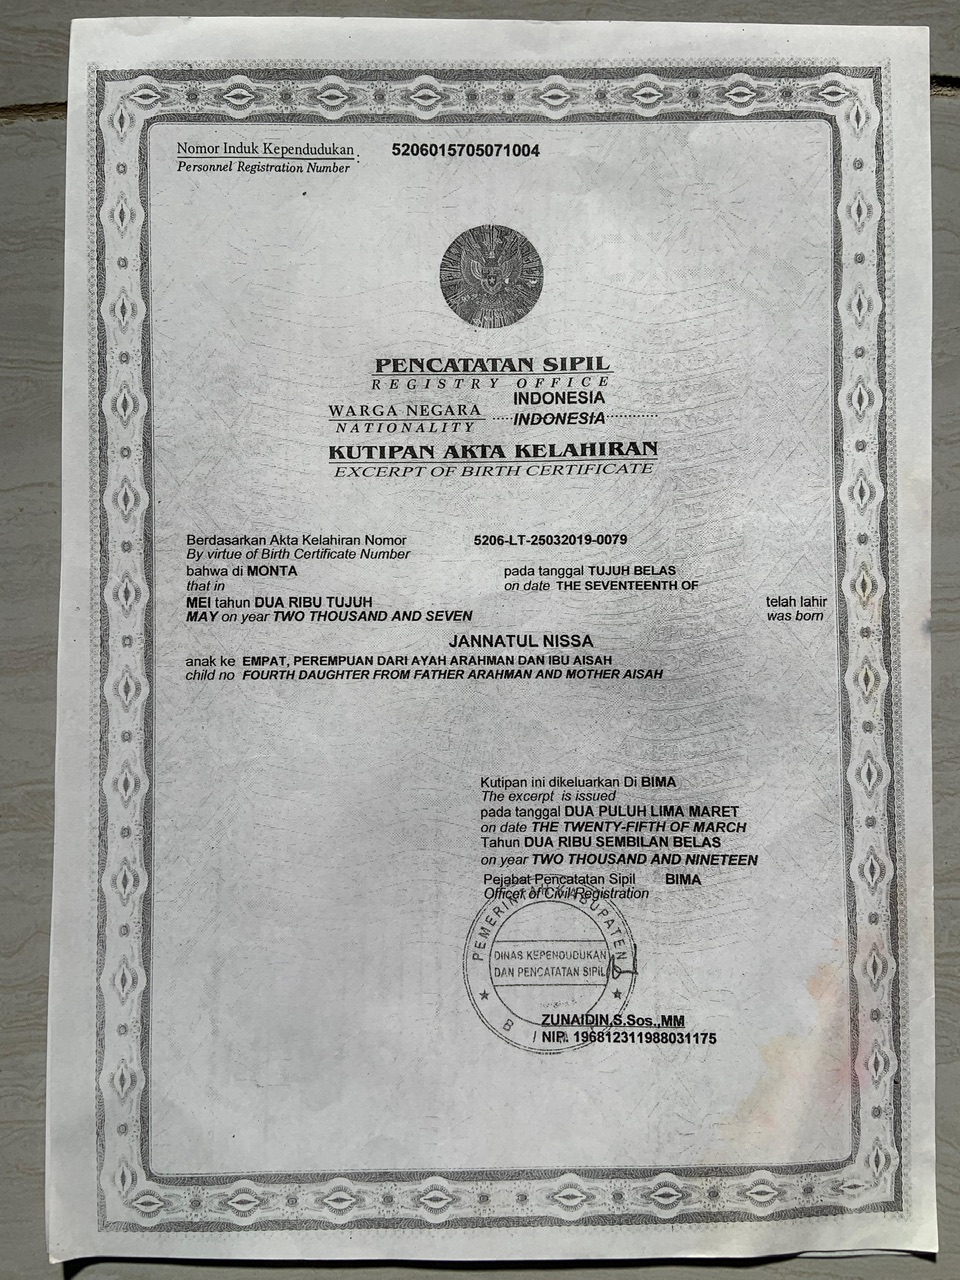 Nomor Induk Kependudukan : 5206015705071004
Personnel Registration Number
PENCATATAN SIPIL
REGISTRY OFFICE
INDONESIA
WARGA NEGARA
INDONESIA
NATIONALITY
KUTIPAN AKTA KELAHIRAN
EXCERPT OF BIRTH CERTIFICATE
Berdasarkan Akta Kelahiran Nomor 5206-LT-25032019-0079
By virtue of Birth Certificate Number
bahwa di MONTA pada tanggal TUJUH BELAS
that in on date THE SEVENTEENTH OF
MEI tahun DUA RIBU TUJUH telah lahir
MAY on year TWO THOUSAND AND SEVEN was born
JANNATUL NISSA
anak ke EMPAT, PEREMPUAN DARI AYAH ARAHMAN DAN IBU AISAH
child no FOURTH DAUGHTER FROM FATHER ARAHMAN AND MOTHER AISAH
Kutipan ini dikeluarkan Di BIMA
The excerpt is issued
pada tanggal DUA PULUH LIMA MARET
on date THE TWENTY-FIFTH OF MARCH
Tahun DUA RIBU SEMBILAN BELAS
on year TWO THOUSAND AND NINETEEN
Pejabat Pencatatan Sipil BIMA
Officer of Civil Registration
PEMERINTAH KABUPATEN
DINAS KEPENDUDUKAN
DAN PENCATATAN SIPIL
ZUNAIDIN,S.Sos.,MM
NIP. 196812311988031175